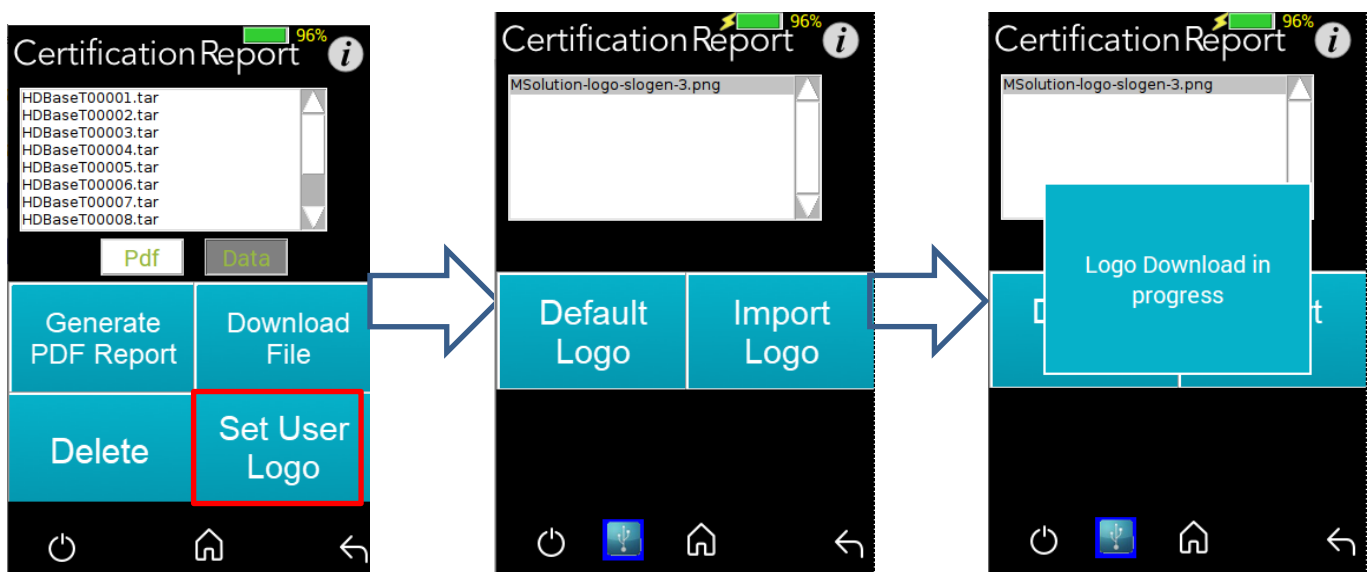 96%
Certification Report
i
HDBaseT00001.tar
HDBaseT00002.tar
HDBaseT00003.tar
HDBaseT00004.tar
HDBaseT00005.tar
HDBaseT00006.tar
HDBaseT00007.tar
HDBaseT00008.tar
Pdf
Data
Generate
PDF Report
Download
File
Delete
Set User
Logo
96%
Certification Report
i
MSolution-logo-slogen-3.png
Default
Logo
Import
Logo
96%
Certification Report
i
MSolution-logo-slogen-3.png
Logo Download in
progress
D
t